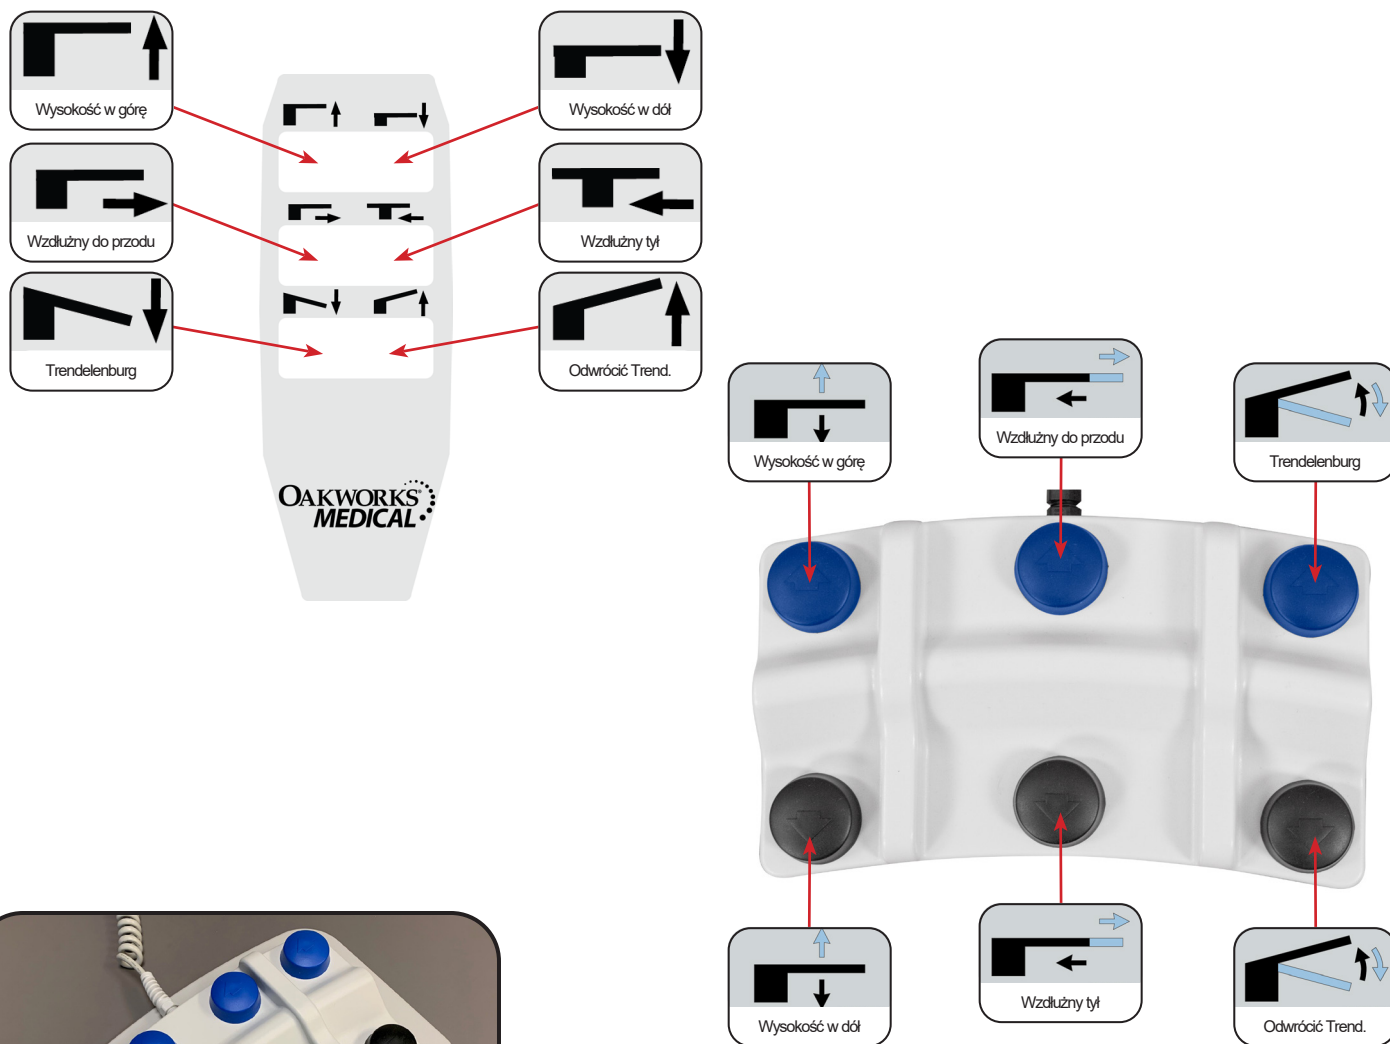 Wysokość w górę
Wysokość w dół
Wzdłużny do przodu
Wzdłużny tył
Trendelenburg
Odwrócić Trend.
OAKWORKS®
MEDICAL
Wysokość w górę
Wzdłużny do przodu
Trendelenburg
Wysokość w dół
Wzdłużny tył
Odwrócić Trend.